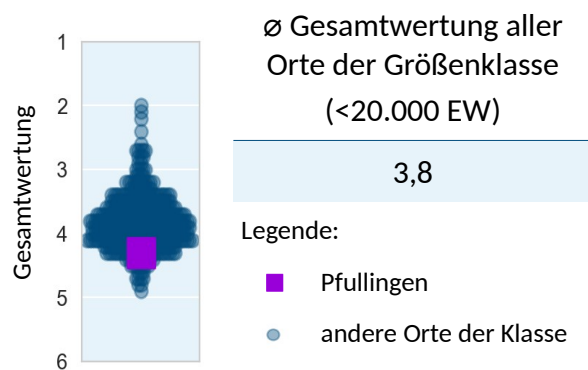 Gesamtwertung
1
2
3
4
5
6
⌀ Gesamtwertung aller
Orte der Größenklasse
(<20.000 EW)
3,8
Legende:
Pfullingen
andere Orte der Klasse